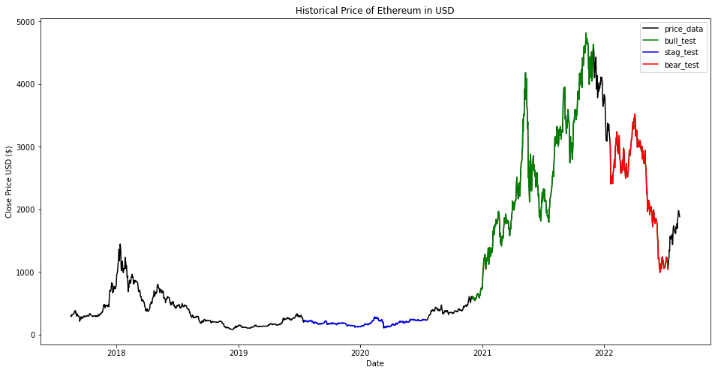 Historical Price of Ethereum in USD
5000
4000
3000
2000
1000
0
Close Price USD ($)
price_data
bull_test
stag_test
bear_test
2018
2019
2020
2021
2022
Date